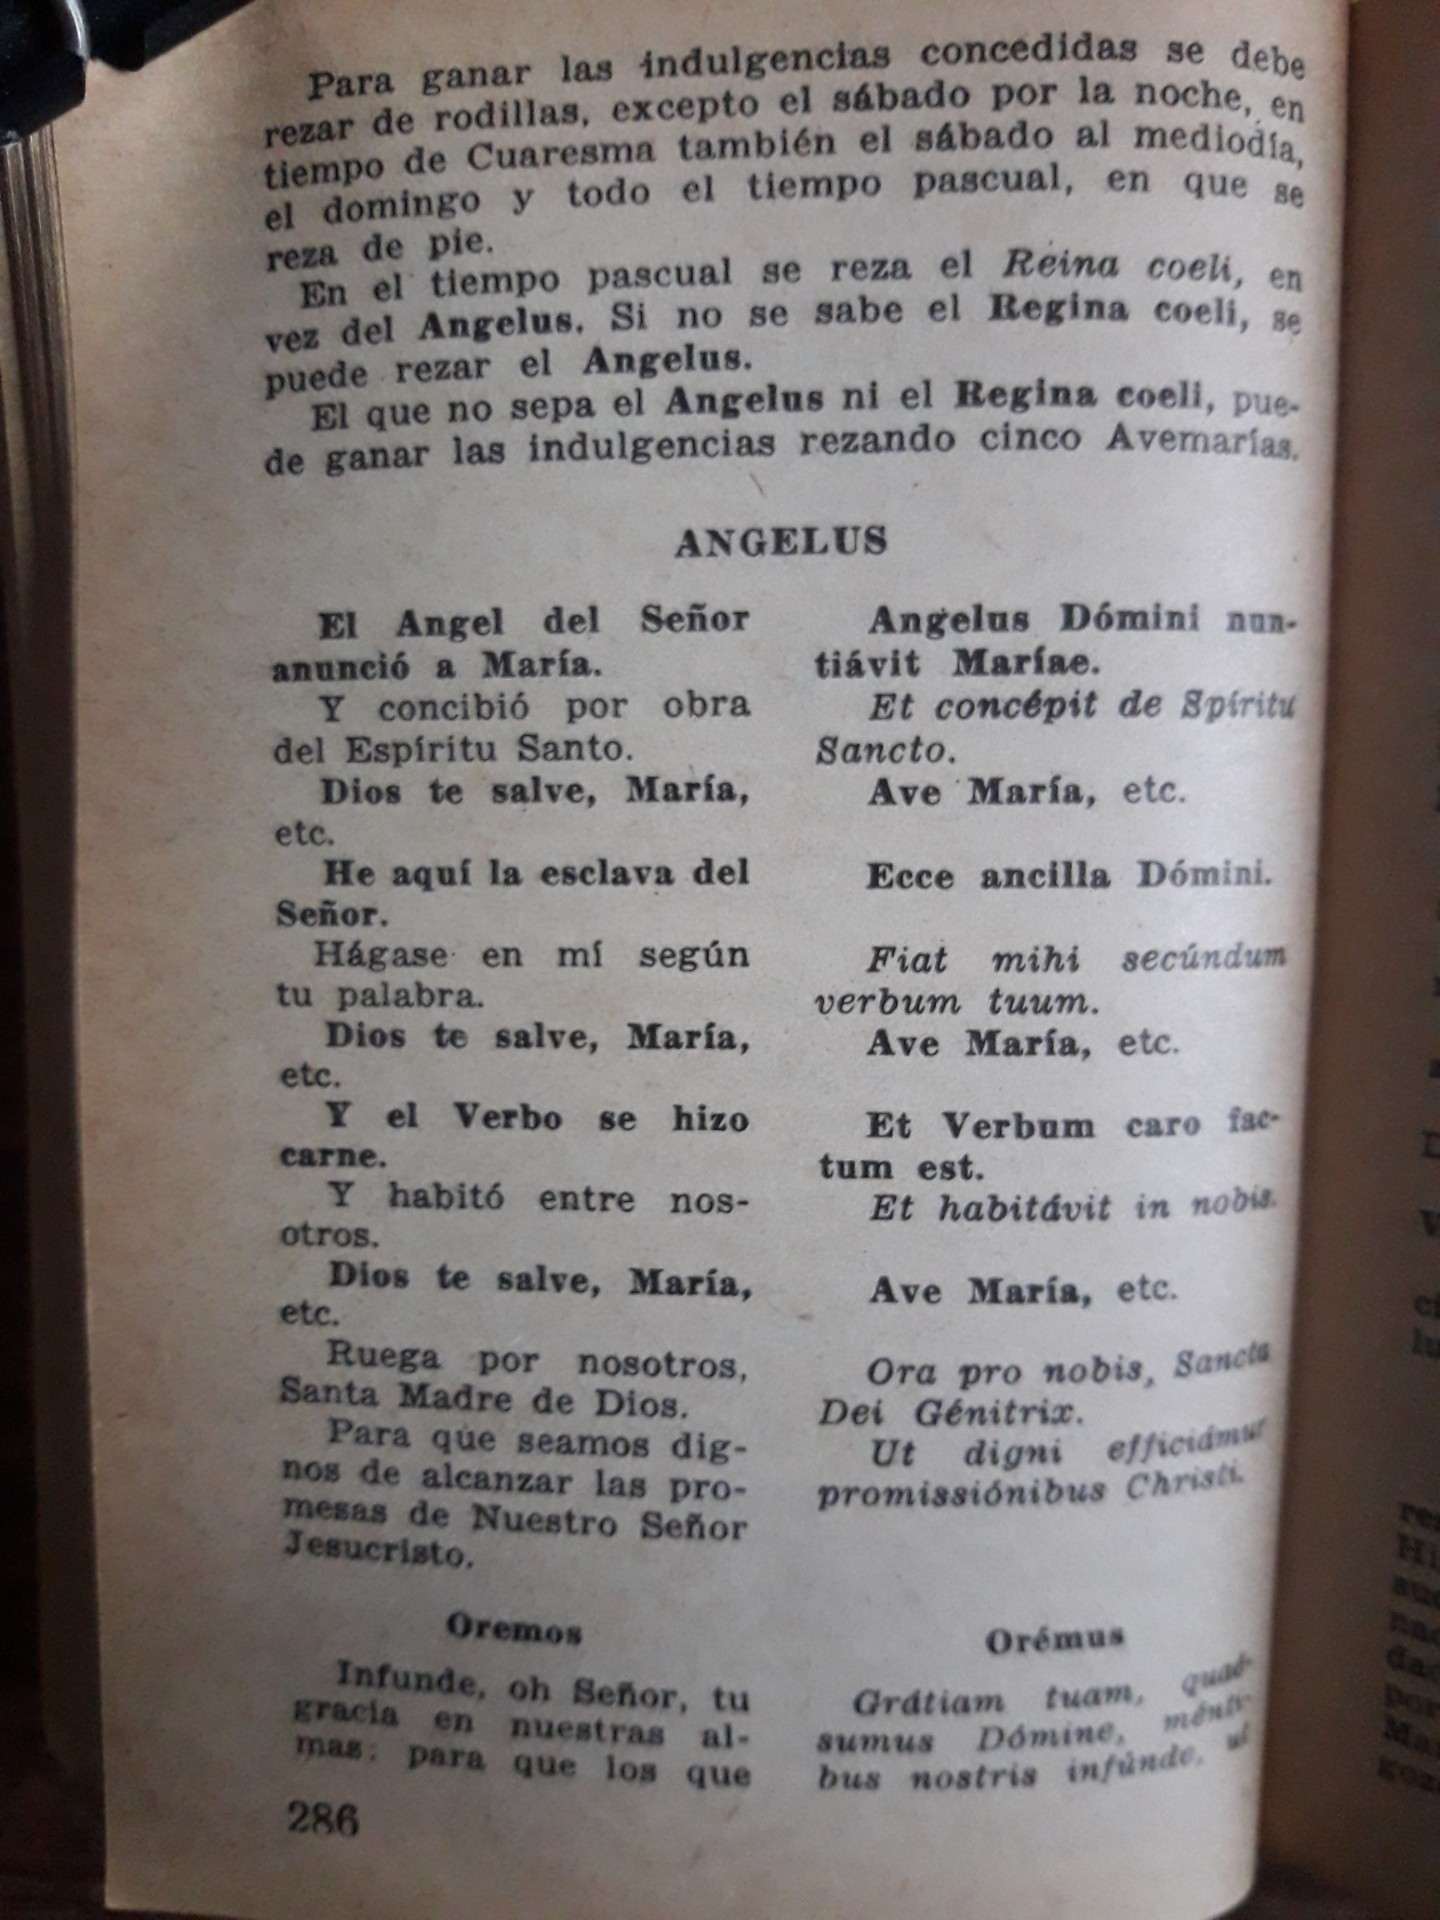 Para ganar las indulgencias concedidas se debe
rezar de rodillas, excepto el sábado por la noche, en
tiempo de Cuaresma también el sábado al mediodía,
el domingo y todo el tiempo pascual, en que se
reza de pie.
En el tiempo pascual se reza el Reina coeli, en
vez del Angelus. Si no se sabe el Regina coeli, se
puede rezar el Angelus.
El que no sepa el Angelus ni el Regina coeli, pue-
de ganar las indulgencias rezando cinco Avemarías.
ANGELUS
El Angel del Señor
anunció a María.
Y concibió por obra
del Espíritu Santo.
Dios te salve, María,
etc.
He aquí la esclava del
Señor.
Hágase en mí según
tu palabra.
Dios te salve, María,
etc.
Y el Verbo se hizo
carne.
Y habitó entre nos-
otros.
Dios te salve, María,
etc.
Ruega por nosotros,
Santa Madre de Dios.
Para que seamos dig-
nos de alcanzar las pro-
mesas de Nuestro Señor
Jesucristo.
Oremos
Infunde, oh Señor, tu
gracia en nuestras al-
mas; para que los que
Angelus Dómini nun-
tiávit Maríae.
Et concépit de Spíritu
Sancto.
Ave María, etc.
Ecce ancilla Dómini.
Fiat mihi secúndum
verbum tuum.
Ave María, etc.
Et Verbum caro fac-
tum est.
Et habitávit in nobis.
Ave María, etc.
Ora pro nobis, Sancta
Dei Génitrix.
Ut digni efficiámur
promissiónibus Christi.
Orémus
Grátiam tuam, quaé-
sumus Dómine, ménti-
bus nostris infúnde, ut
286